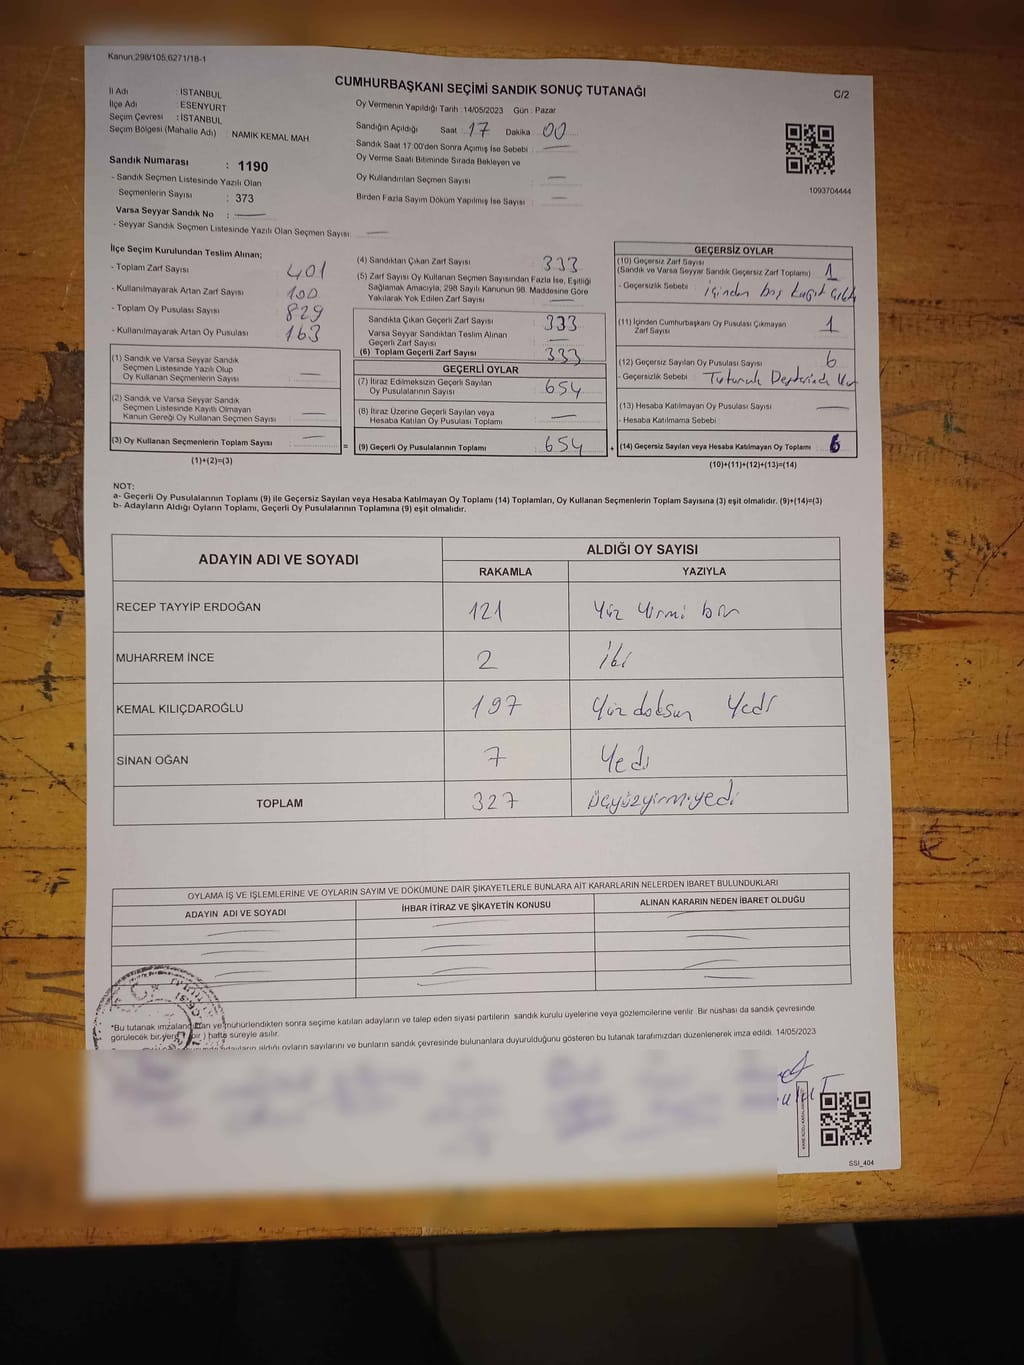 Kanun:298/105,6271/18-1
CUMHURBAŞKANI SEÇİMİ SANDIK SONUÇ TUTANAĞI
C/2
İl Adı : İSTANBUL
İlçe Adı : ESENYURT
Seçim Çevresi : İSTANBUL
Seçim Bölgesi (Mahalle Adı) : NAMIK KEMAL MAH.
Sandık Numarası : 1190
- Sandık Seçmen Listesinde Yazılı Olan
Seçmenlerin Sayısı : 373
Varsa Seyyar Sandık No :
- Seyyar Sandık Seçmen Listesinde Yazılı Olan Seçmen Sayısı:
Oy Vermenin Yapıldığı Tarih :14/05/2023 Gün : Pazar
Sandığın Açıldığı Saat 17 Dakika 00
Sandık Saat 17.00'den Sonra Açımış İse Sebebi :
Oy Verme Saati Bitiminde Sırada Bekleyen ve
Oy Kullandırılan Seçmen Sayısı :
Birden Fazla Sayım Döküm Yapılmış İse Sayısı :
1093704444
İlçe Seçim Kurulundan Teslim Alınan;
- Toplam Zarf Sayısı : 401
- Kullanılmayarak Artan Zarf Sayısı : 100
- Toplam Oy Pusulası Sayısı : 829
- Kullanılmayarak Artan Oy Pusulası : 163
(1) Sandık ve Varsa Seyyar Sandık
Seçmen Listesinde Yazılı Olup
Oy Kullanan Seçmenlerin Sayısı :
(2) Sandık ve Varsa Seyyar Sandık
Seçmen Listesinde Kayıtlı Olmayan
Kanun Gereği Oy Kullanan Seçmen Sayısı :
(3) Oy Kullanan Seçmenlerin Toplam Sayısı :
(1)+(2)=(3)
(4) Sandıktan Çıkan Zarf Sayısı : 333
(5) Zarf Sayısı Oy Kullanan Seçmen Sayısından Fazla İse, Eşitliği
Sağlamak Amacıyla, 298 Sayılı Kanunun 98. Maddesine Göre
Yakılarak Yok Edilen Zarf Sayısı :
Sandıkta Çıkan Geçerli Zarf Sayısı : 333
Varsa Seyyar Sandıktan Teslim Alınan
Geçerli Zarf Sayısı :
(6) Toplam Geçerli Zarf Sayısı : 333
GEÇERLİ OYLAR
(7) İtiraz Edilmeksizin Geçerli Sayılan
Oy Pusulalarının Sayısı : 654
(8) İtiraz Üzerine Geçerli Sayılan veya
Hesaba Katılan Oy Pusulası Toplamı :
= (9) Geçerli Oy Pusulalarının Toplamı : 654
GEÇERSİZ OYLAR
(10) Geçersiz Zarf Sayısı
(Sandık ve Varsa Seyyar Sandık Geçersiz Zarf Toplamı) : 1
- Geçersizlik Sebebi : içinden boş kağıt çıktı
(11) İçinden Cumhurbaşkanı Oy Pusulası Çıkmayan
Zarf Sayısı : 1
(12) Geçersiz Sayılan Oy Pusulası Sayısı : 6
- Geçersizlik Sebebi : Tutanak Defterinde Var
(13) Hesaba Katılmayan Oy Pusulası Sayısı :
- Hesaba Katılmama Sebebi :
+ (14) Geçersiz Sayılan veya Hesaba Katılmayan Oy Toplamı : 6
(10)+(11)+(12)+(13)=(14)
NOT:
a- Geçerli Oy Pusulalarının Toplamı (9) ile Geçersiz Sayılan veya Hesaba Katılmayan Oy Toplamı (14) Toplamları, Oy Kullanan Seçmenlerin Toplam Sayısına (3) eşit olmalıdır. (9)+(14)=(3)
b- Adayların Aldığı Oyların Toplamı, Geçerli Oy Pusulalarının Toplamına (9) eşit olmalıdır.
ADAYIN ADI VE SOYADI ALDIĞI OY SAYISI
RAKAMLA YAZIYLA
RECEP TAYYİP ERDOĞAN 121 Yüz Yirmi bir
MUHARREM İNCE 2 iki
KEMAL KILIÇDAROĞLU 197 Yüz doksan Yedi
SİNAN OĞAN 7 Yedi
TOPLAM 327 Üçyüzyirmiyedi
OYLAMA İŞ VE İŞLEMLERİNE VE OYLARIN SAYIM VE DÖKÜMÜNE DAİR ŞİKAYETLERLE BUNLARA AİT KARARLARIN NELERDEN İBARET BULUNDUKLARI
ADAYIN ADI VE SOYADI İHBAR İTİRAZ VE ŞİKAYETİN KONUSU ALINAN KARARIN NEDEN İBARET OLDUĞU
*Bu tutanak imzalandıktan ve mühürlendikten sonra seçime katılan adayların ve talep eden siyasi partilerin sandık kurulu üyelerine veya gözlemcilerine verilir. Bir nüshası da sandık çevresinde
görülecek bir yere (bir) hafta süreyle asılır.
aldığı oyların sayılarını ve bunların sandık çevresinde bulunanlara duyurulduğunu gösteren bu tutanak tarafımızdan düzenlenerek imza edildi. 14/05/2023
SSI_404